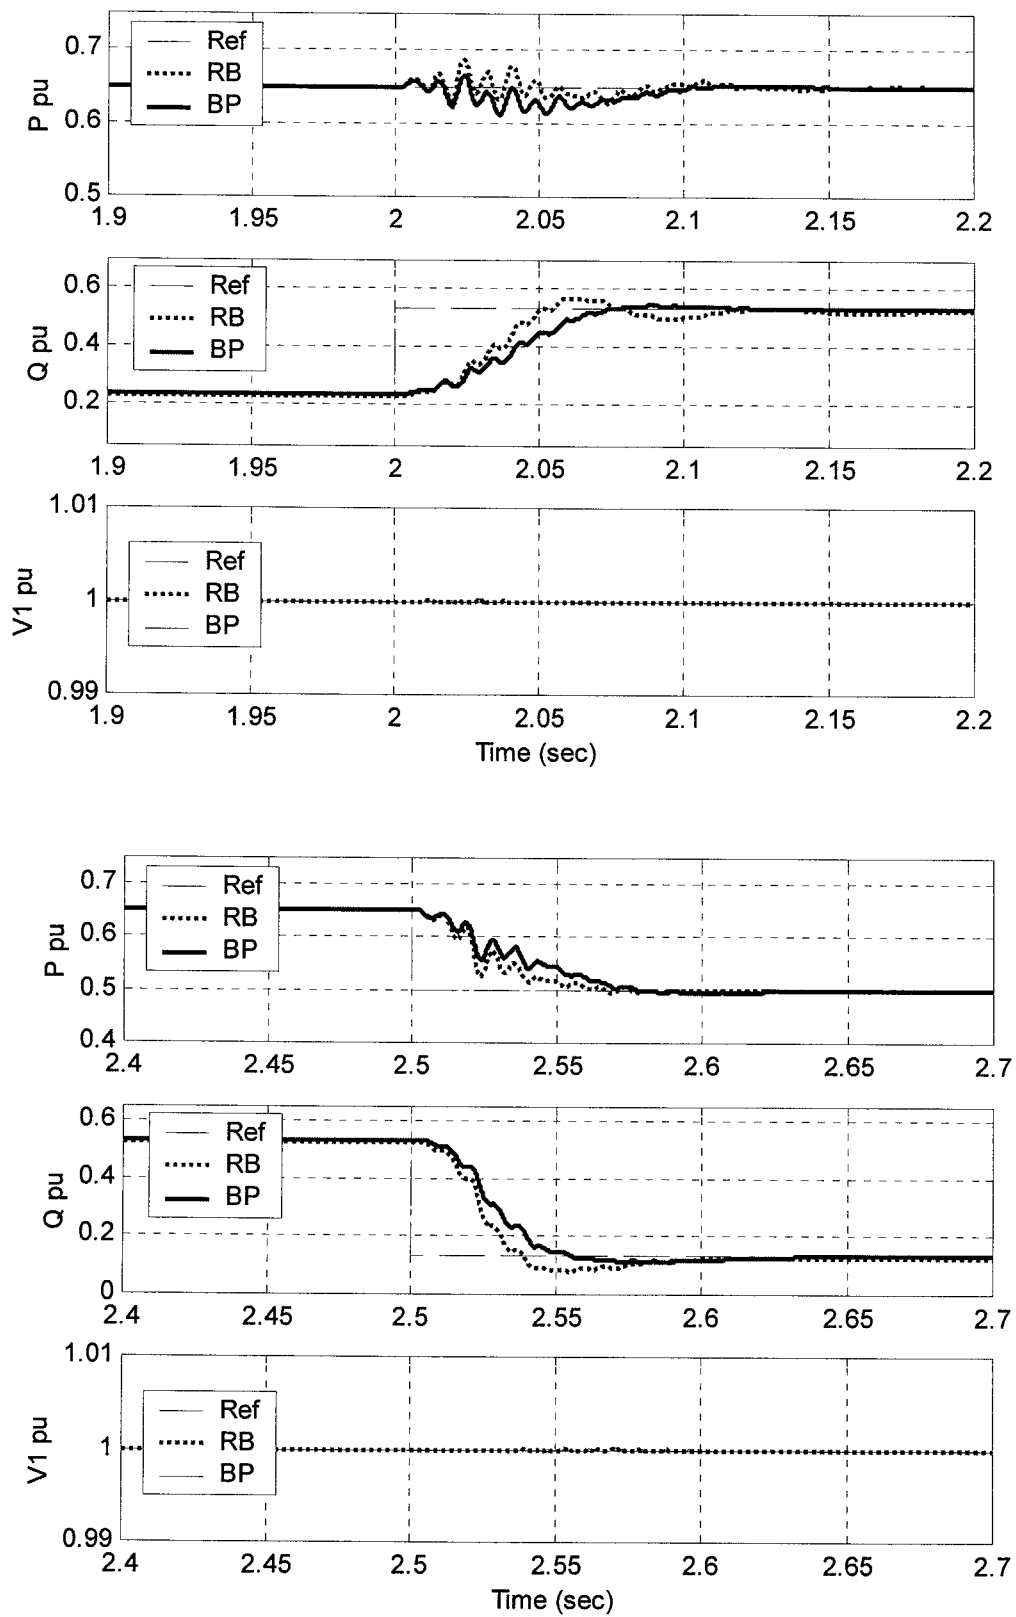 0.7
0.6
0.5
P pu
Ref
RB
BP
1.9 1.95 2 2.05 2.1 2.15 2.2
0.6
0.4
0.2
Q pu
Ref
RB
BP
1.9 1.95 2 2.05 2.1 2.15 2.2
1.01
1
0.99
V1 pu
Ref
RB
BP
1.9 1.95 2 2.05 2.1 2.15 2.2
Time (sec)
0.7
0.6
0.5
0.4
P pu
Ref
RB
BP
2.4 2.45 2.5 2.55 2.6 2.65 2.7
0.6
0.4
0.2
0
Q pu
Ref
RB
BP
2.4 2.45 2.5 2.55 2.6 2.65 2.7
1.01
1
0.99
V1 pu
Ref
RB
BP
2.4 2.45 2.5 2.55 2.6 2.65 2.7
Time (sec)